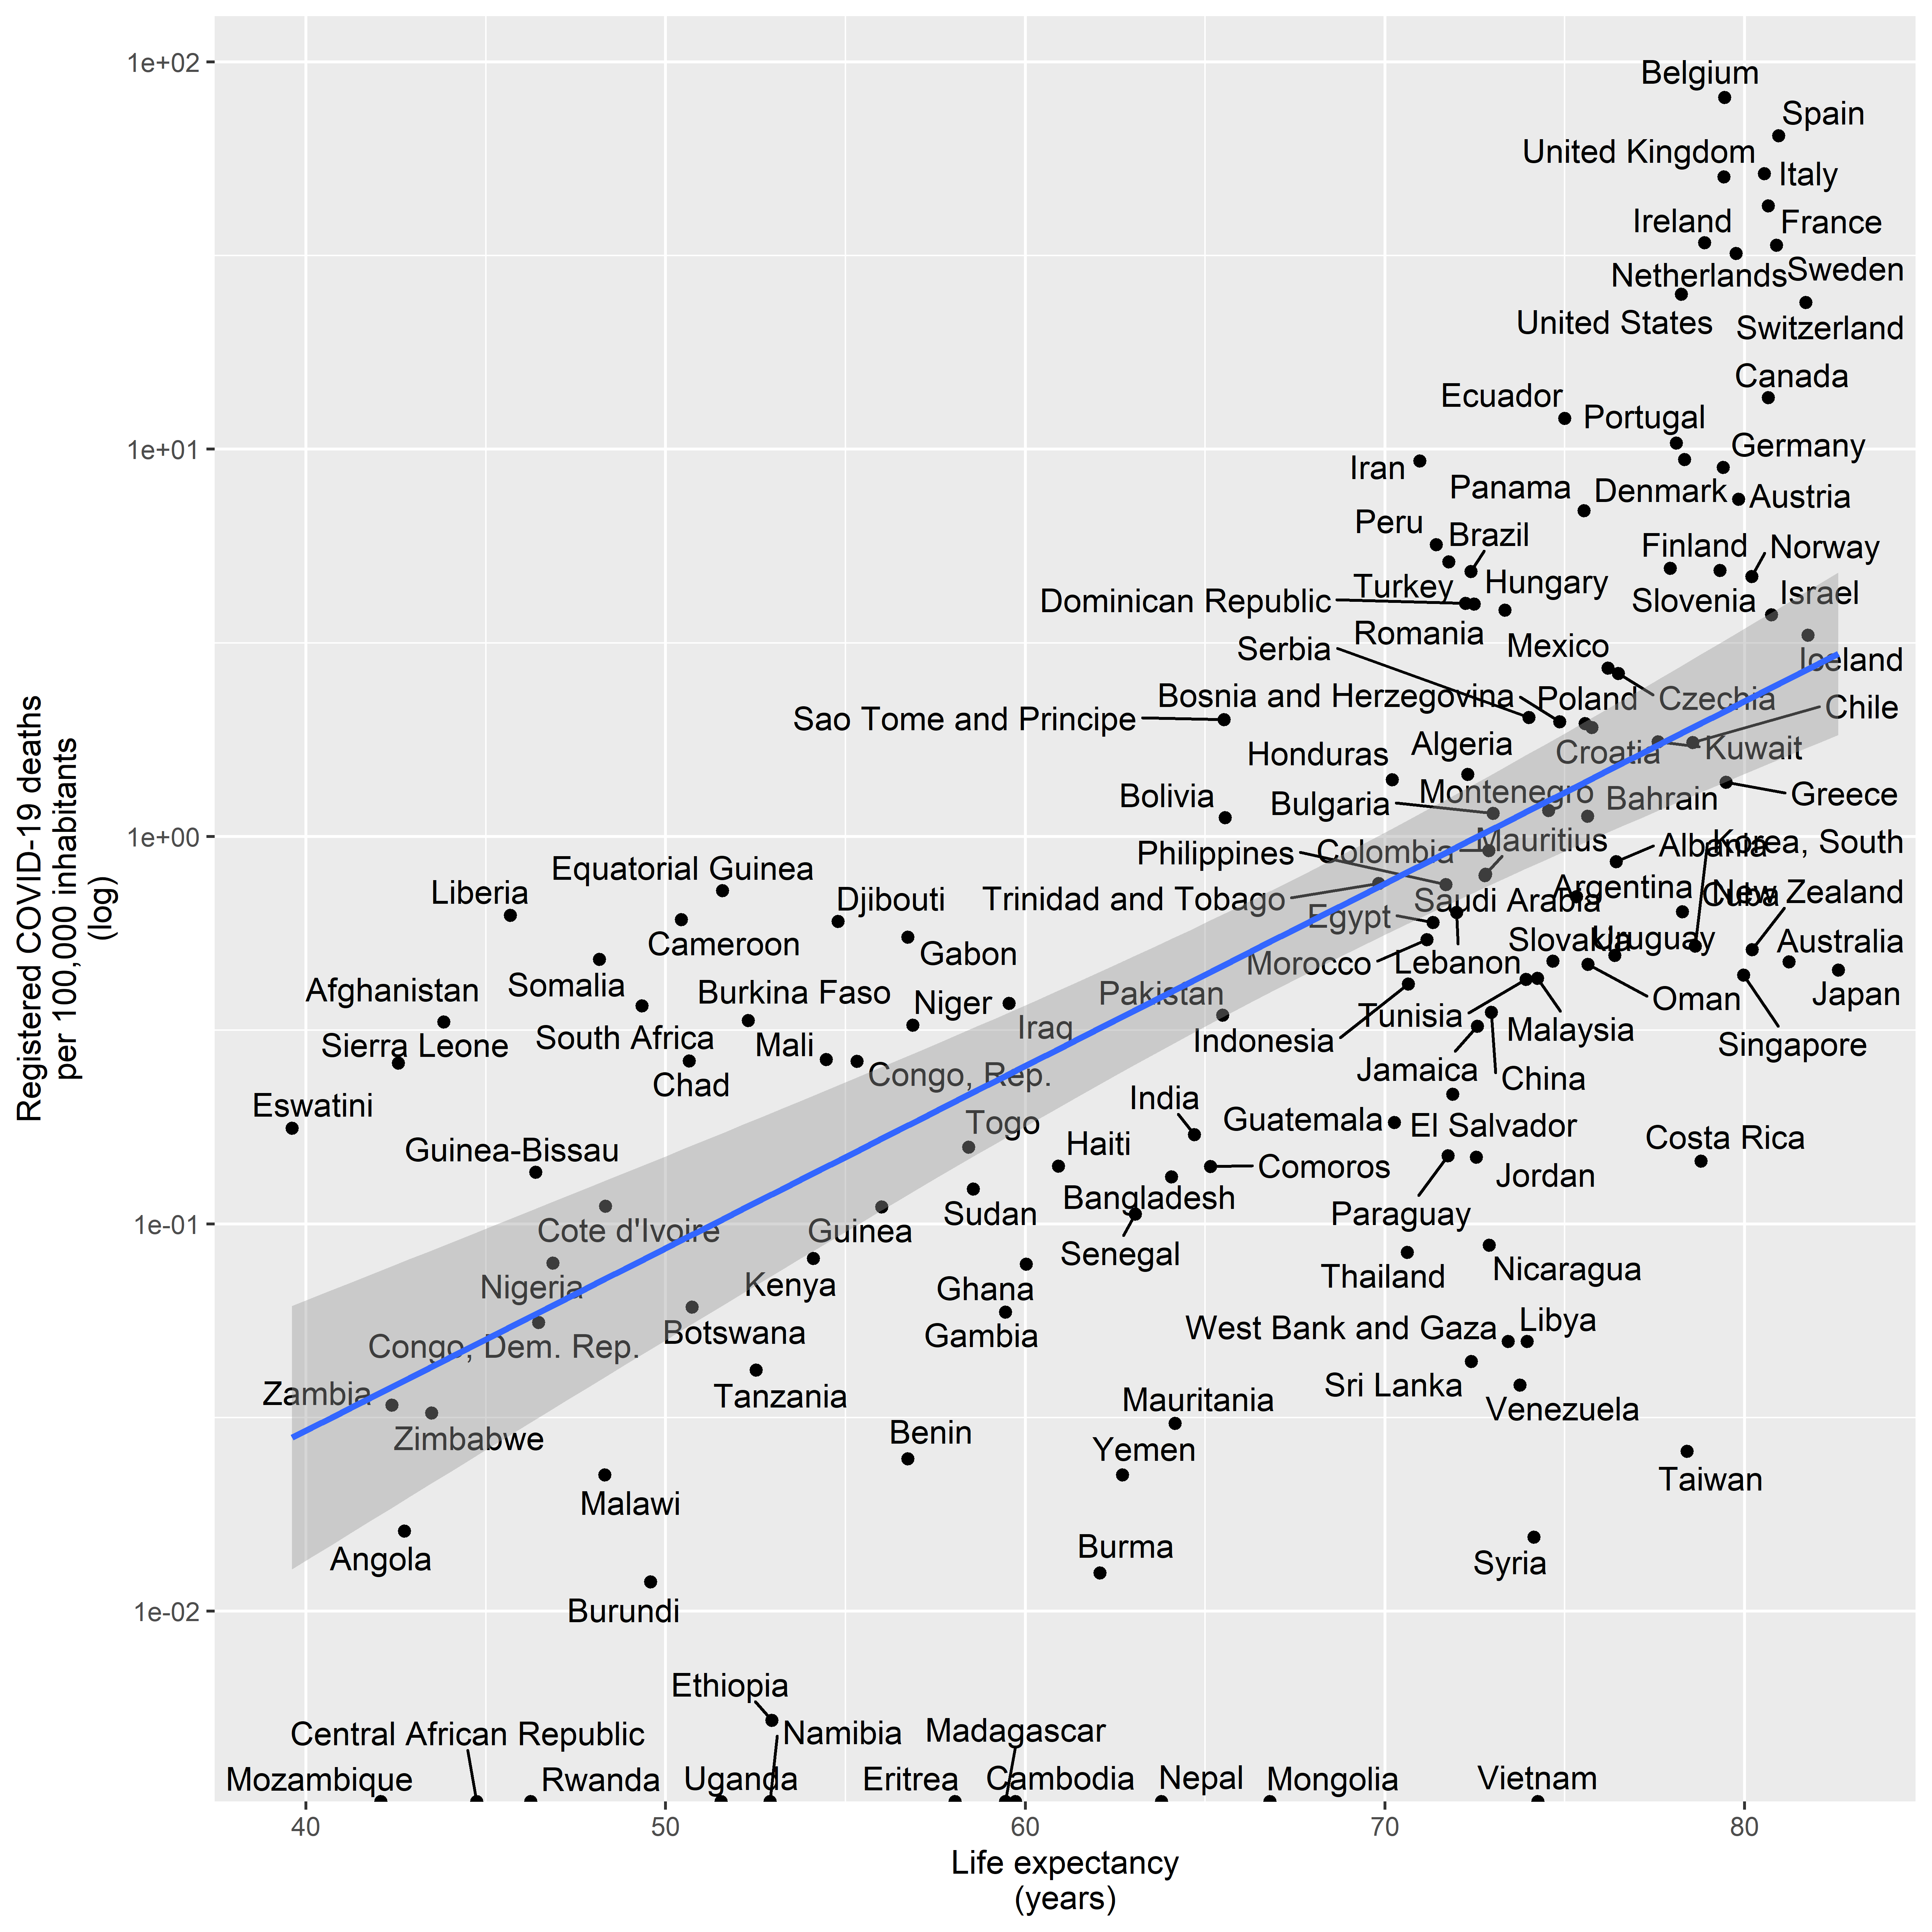 Belgium
1e+02
Spain
United Kingdom
Italy
Ireland
France
Netherlands
Sweden
United States
Switzerland
Canada
Ecuador
Portugal
1e+01
Germany
Iran
Panama
Denmark
Austria
Peru
Brazil
Finland
Norway
Turkey
Hungary
Dominican Republic
Slovenia
Israel
Romania
Serbia
Mexico
Iceland
Bosnia and Herzegovina
Poland
Czechia
Sao Tome and Principe
Chile
Algeria
Honduras
Croatia
Kuwait
Bolivia
Bulgaria
Montenegro
Bahrain
Greece
1e+00
Philippines
Colombia
Mauritius
Albania
Korea, South
Equatorial Guinea
Liberia
Djibouti
Trinidad and Tobago
Saudi Arabia
Argentina
Cuba
New Zealand
Egypt
Cameroon
Gabon
Morocco
Lebanon
Slovakia
Uruguay
Australia
Somalia
Afghanistan
Burkina Faso
Niger
Pakistan
Oman
Japan
South Africa
Iraq
Tunisia
Malaysia
Sierra Leone
Mali
Indonesia
Singapore
Chad
Congo, Rep.
Jamaica
China
Eswatini
India
Togo
Guatemala
El Salvador
Guinea-Bissau
Haiti
Costa Rica
Comoros
Jordan
Bangladesh
1e-01
Cote d'Ivoire
Guinea
Sudan
Paraguay
Senegal
Nigeria
Kenya
Ghana
Thailand
Nicaragua
Congo, Dem. Rep.
Botswana
Gambia
West Bank and Gaza
Libya
Zambia
Tanzania
Mauritania
Sri Lanka
Zimbabwe
Benin
Yemen
Venezuela
Malawi
Taiwan
Angola
Burma
Syria
1e-02
Burundi
Ethiopia
Central African Republic
Namibia
Madagascar
Mozambique
Rwanda
Uganda
Eritrea
Cambodia
Nepal
Mongolia
Vietnam
40
50
60
70
80
Life expectancy
(years)
Registered COVID-19 deaths
per 100,000 inhabitants
(log)